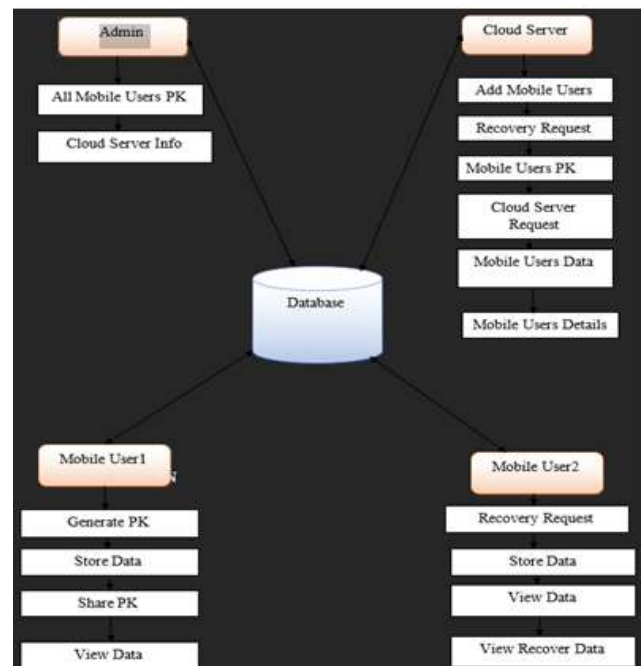 Admin
All Mobile Users PK
Cloud Server Info
Cloud Server
Add Mobile Users
Recovery Request
Mobile Users PK
Cloud Server
Request
Mobile Users Data
Mobile Users Details
Database
Mobile User1
N
Generate PK
Store Data
Share PK
View Data
Mobile User2
Recovery Request
Store Data
View Data
View Recover Data